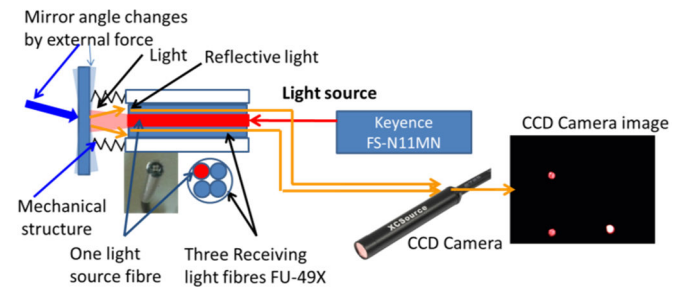 Mirror angle changes
by external force
Light
Reflective light
Light source
Keyence
FS-N11MN
CCD Camera image
XCSource
CCD Camera
Mechanical
structure
One light
source fibre
Three Receiving
light fibres FU-49X